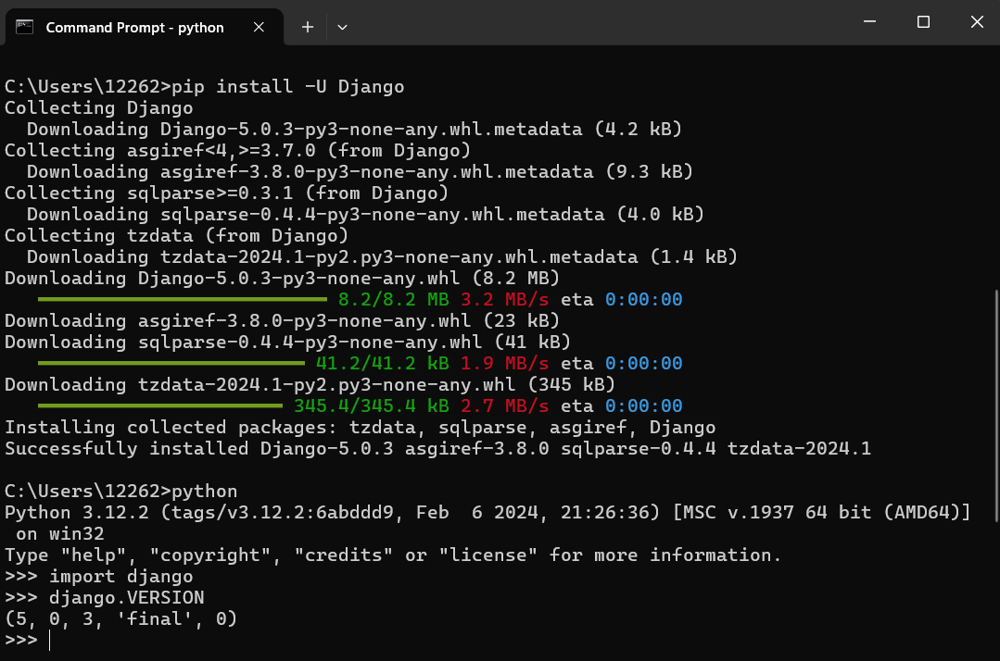 Command Prompt - python
C:\Users\12262>pip install -U Django
Collecting Django
  Downloading Django-5.0.3-py3-none-any.whl.metadata (4.2 kB)
Collecting asgiref<4,>=3.7.0 (from Django)
  Downloading asgiref-3.8.0-py3-none-any.whl.metadata (9.3 kB)
Collecting sqlparse>=0.3.1 (from Django)
  Downloading sqlparse-0.4.4-py3-none-any.whl.metadata (4.0 kB)
Collecting tzdata (from Django)
  Downloading tzdata-2024.1-py2.py3-none-any.whl.metadata (1.4 kB)
Downloading Django-5.0.3-py3-none-any.whl (8.2 MB)
8.2/8.2 MB 3.2 MB/s eta 0:00:00
Downloading asgiref-3.8.0-py3-none-any.whl (23 kB)
Downloading sqlparse-0.4.4-py3-none-any.whl (41 kB)
41.2/41.2 kB 1.9 MB/s eta 0:00:00
Downloading tzdata-2024.1-py2.py3-none-any.whl (345 kB)
345.4/345.4 kB 2.7 MB/s eta 0:00:00
Installing collected packages: tzdata, sqlparse, asgiref, Django
Successfully installed Django-5.0.3 asgiref-3.8.0 sqlparse-0.4.4 tzdata-2024.1
C:\Users\12262>python
Python 3.12.2 (tags/v3.12.2:6abddd9, Feb  6 2024, 21:26:36) [MSC v.1937 64 bit (AMD64)]
 on win32
Type "help", "copyright", "credits" or "license" for more information.
>>> import django
>>> django.VERSION
(5, 0, 3, 'final', 0)
>>>